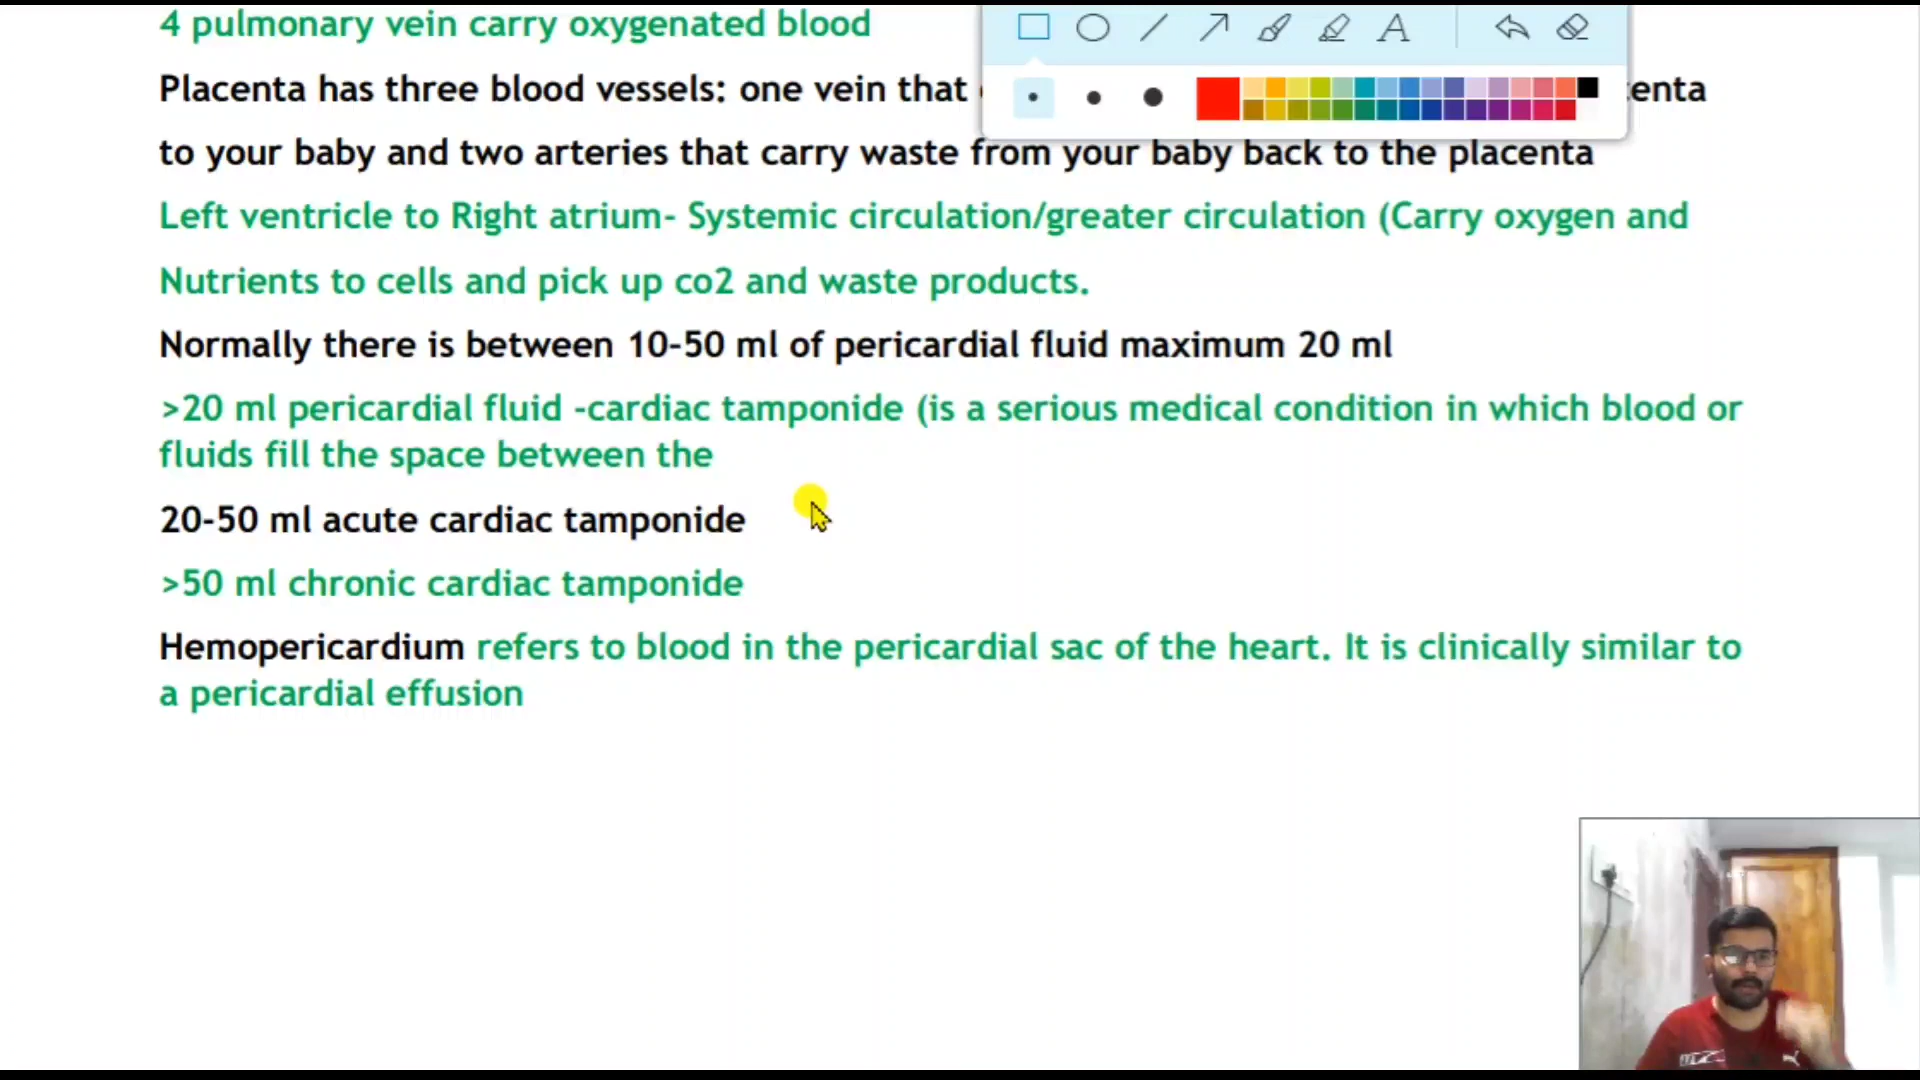 4 pulmonary vein carry oxygenated blood
Placenta has three blood vessels: one vein that enta
to your baby and two arteries that carry waste from your baby back to the placenta
Left ventricle to Right atrium- Systemic circulation/greater circulation (Carry oxygen and
Nutrients to cells and pick up co2 and waste products.
Normally there is between 10–50 ml of pericardial fluid maximum 20 ml
>20 ml pericardial fluid -cardiac tamponide (is a serious medical condition in which blood or
fluids fill the space between the
20-50 ml acute cardiac tamponide
>50 ml chronic cardiac tamponide
Hemopericardium refers to blood in the pericardial sac of the heart. It is clinically similar to
a pericardial effusion